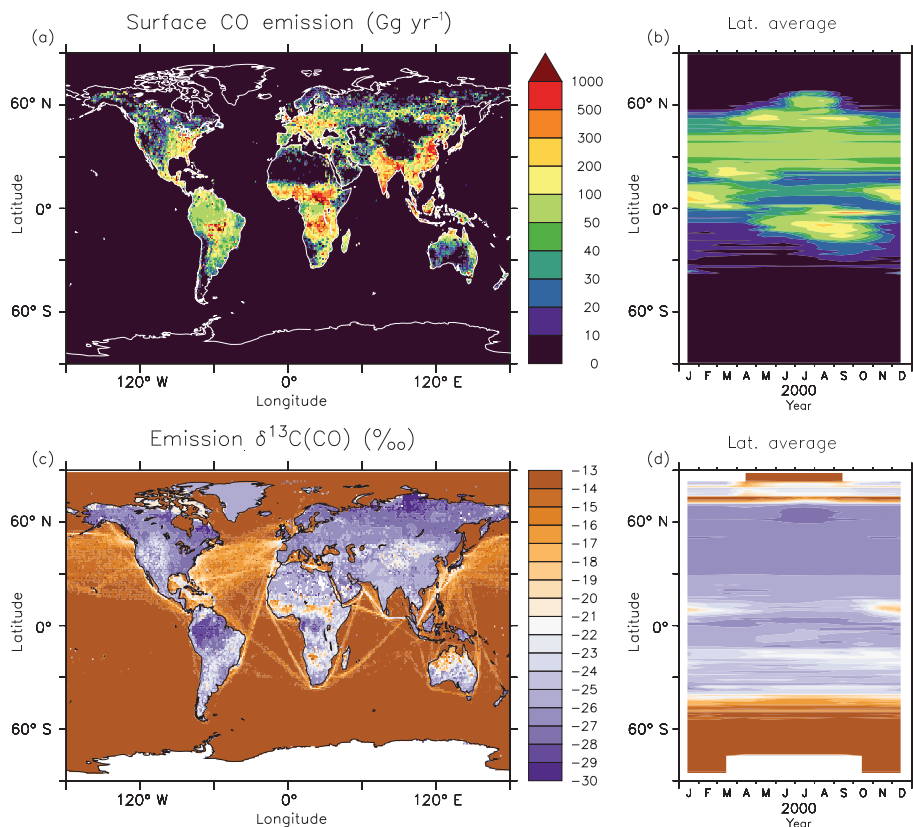 Surface CO emission (Gg yr⁻¹)
(a)
60° N
0°
60° S
Latitude
120° W
0°
120° E
Longitude
1000
500
300
200
100
50
40
30
20
10
0
Lat. average
(b)
60° N
0°
60° S
Latitude
J F M A M J J A S O N D
2000
Year
Emission δ¹³C(CO) (‰)
(c)
60° N
0°
60° S
Latitude
120° W
0°
120° E
Longitude
−13
−14
−15
−16
−17
−18
−19
−20
−21
−22
−23
−24
−25
−26
−27
−28
−29
−30
Lat. average
(d)
60° N
0°
60° S
Latitude
J F M A M J J A S O N D
2000
Year